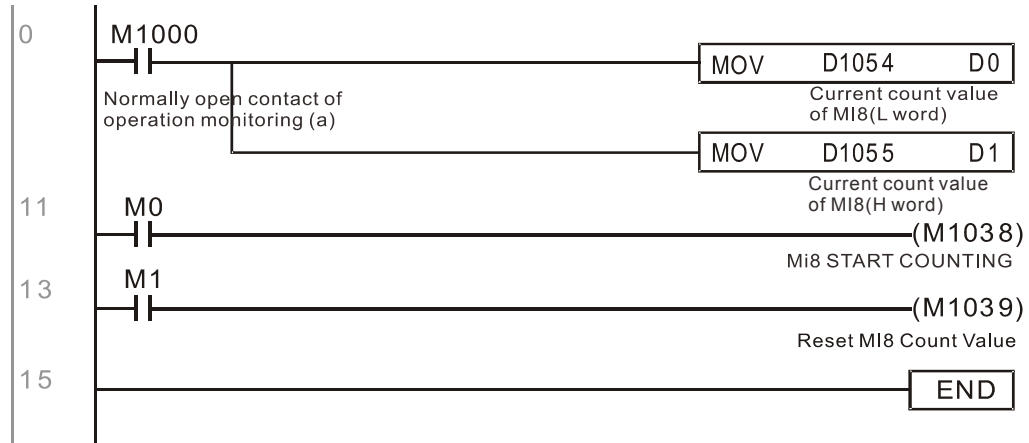 0
M1000
MOV D1054 D0
Normally open contact of
operation monitoring (a)
Current count value
of MI8(L word)
MOV D1055 D1
Current count value
of MI8(H word)
11
M0
(M1038)
Mi8 START COUNTING
13
M1
(M1039)
Reset MI8 Count Value
15
END